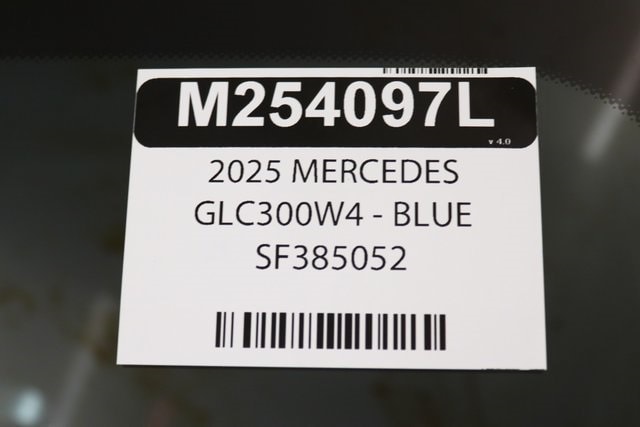 M254097L
v 4.0
2025 MERCEDES
GLC300W4 - BLUE
SF385052